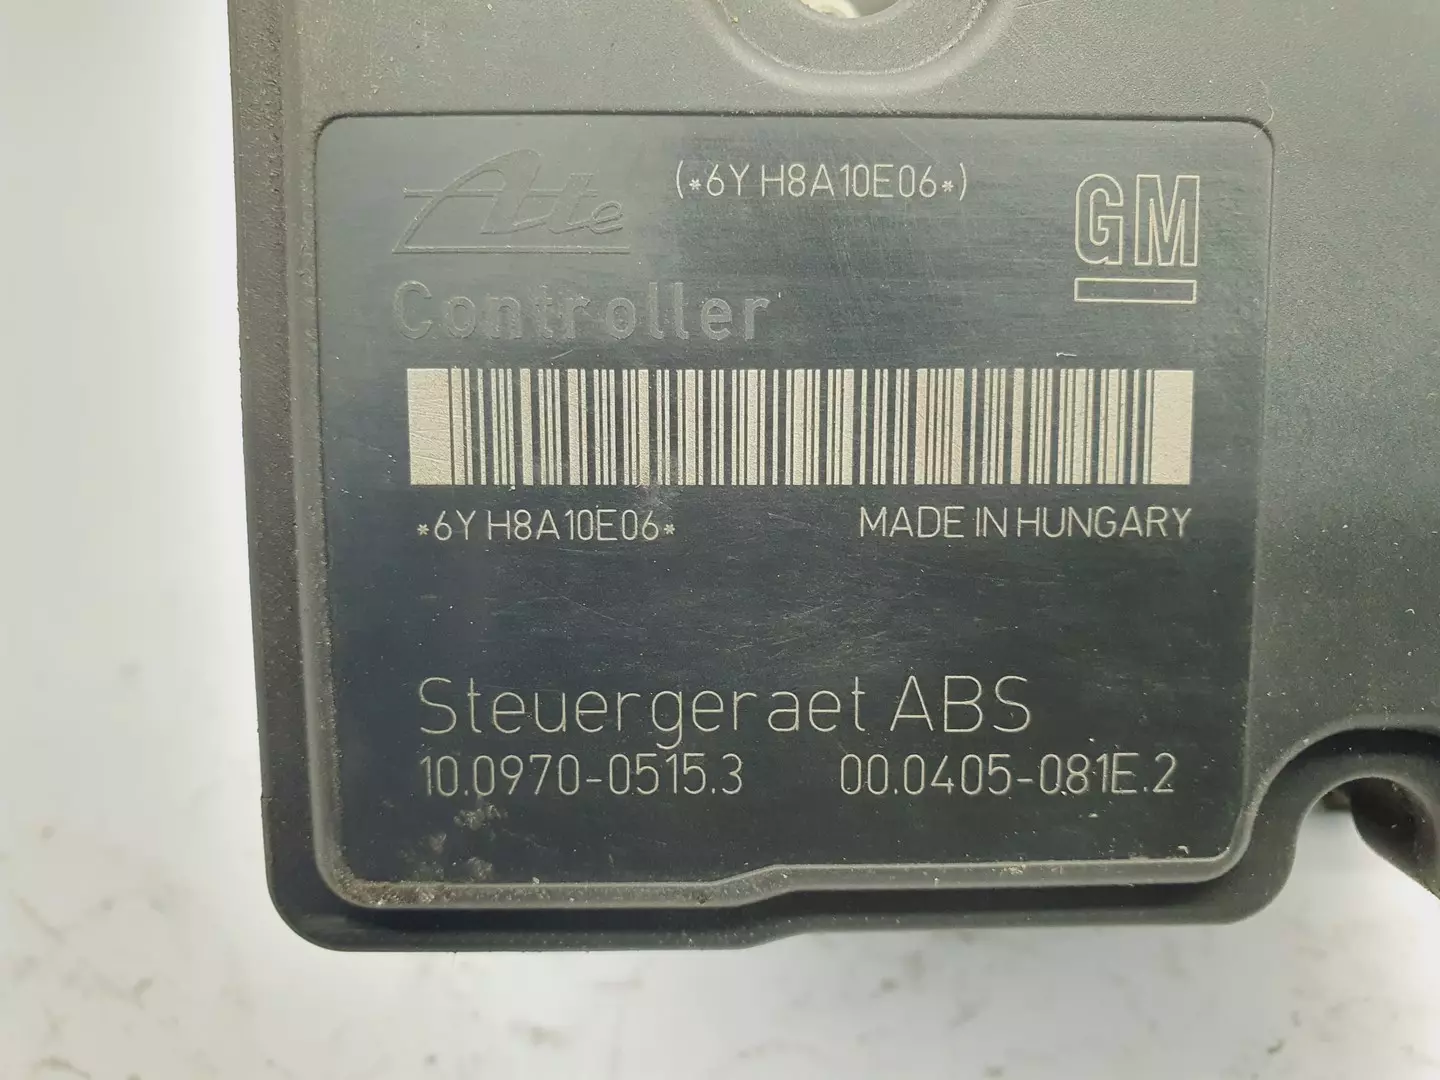 Ate (*6Y H8A10E06*) GM
Controller
*6Y H8A10E06* MADE IN HUNGARY
Steuergeraet ABS
10.0970-0515.3 00.0405-081E.2